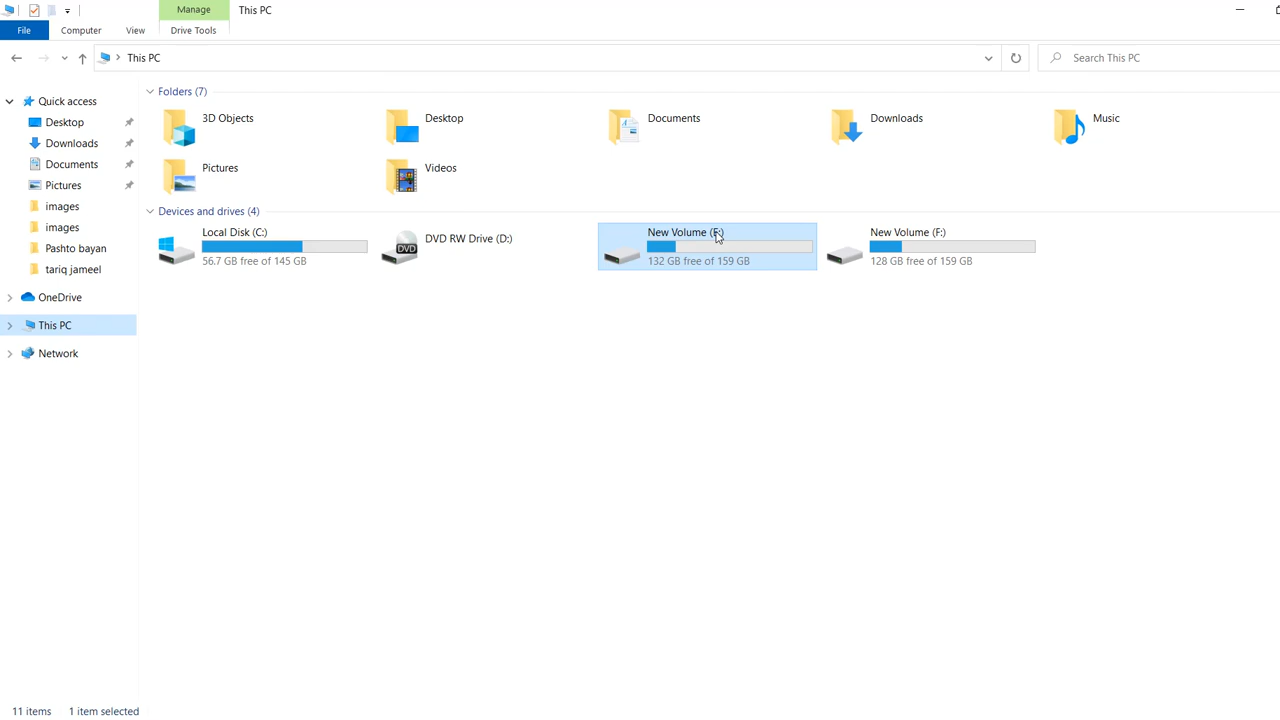 Manage
This PC
File
Computer
View
Drive Tools
This PC
Search This PC
Quick access
Desktop
Downloads
Documents
Pictures
images
images
Pashto bayan
tariq jameel
OneDrive
This PC
Network
Folders (7)
3D Objects
Desktop
Documents
Downloads
Music
Pictures
Videos
Devices and drives (4)
Local Disk (C:)
56.7 GB free of 145 GB
DVD
DVD RW Drive (D:)
New Volume (E:)
132 GB free of 159 GB
New Volume (F:)
128 GB free of 159 GB
11 items
1 item selected